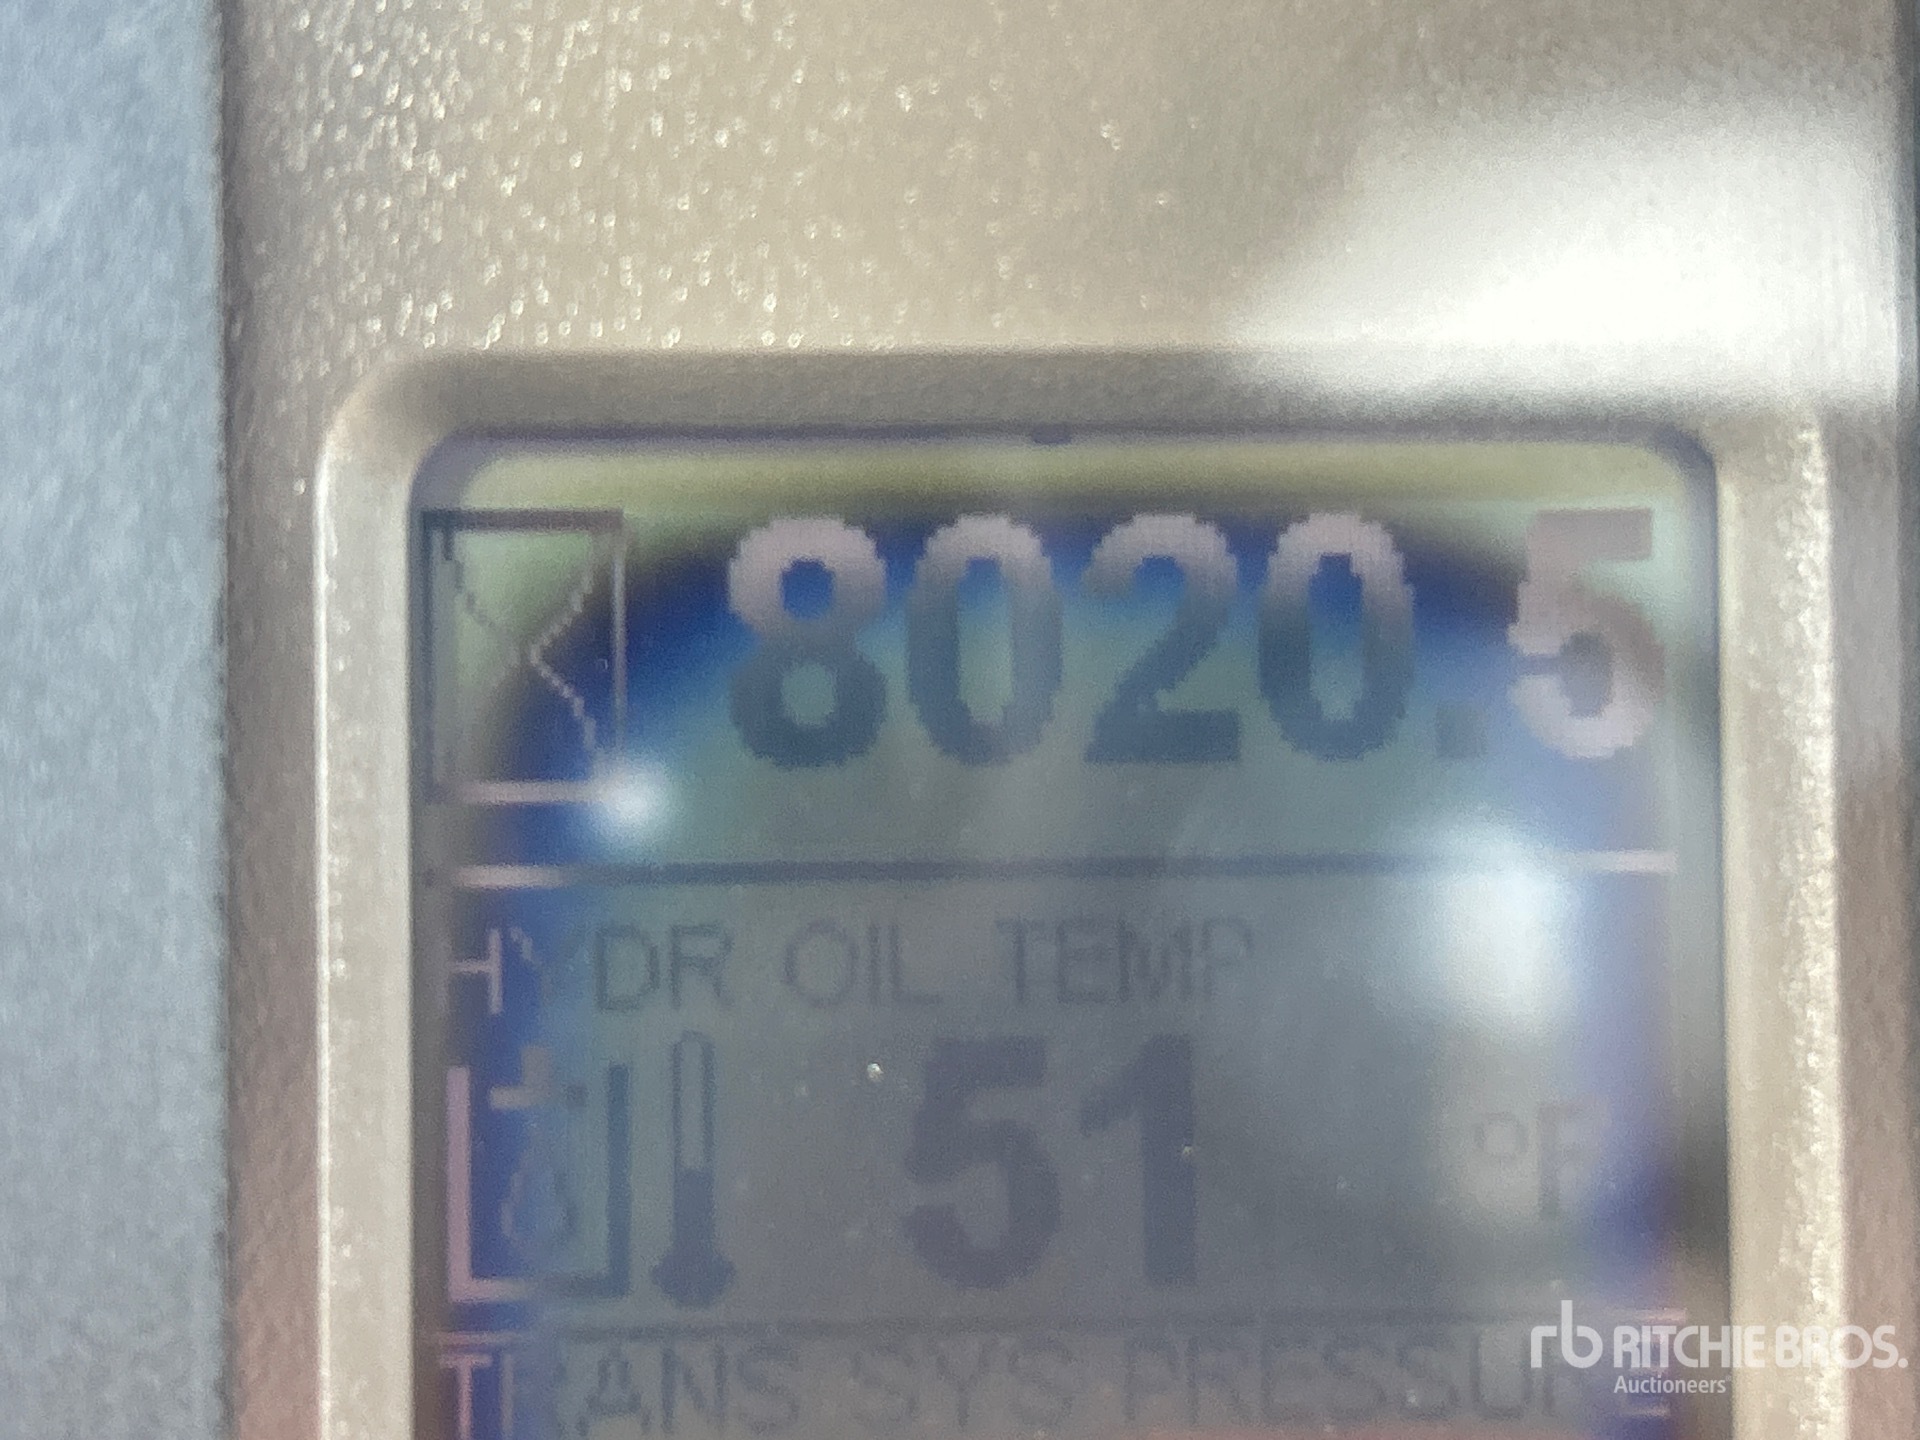 8020.5
HYDR OIL TEMP
51 °F
TRANS SYS PRESSURE
rb RITCHIE BROS.
Auctioneers